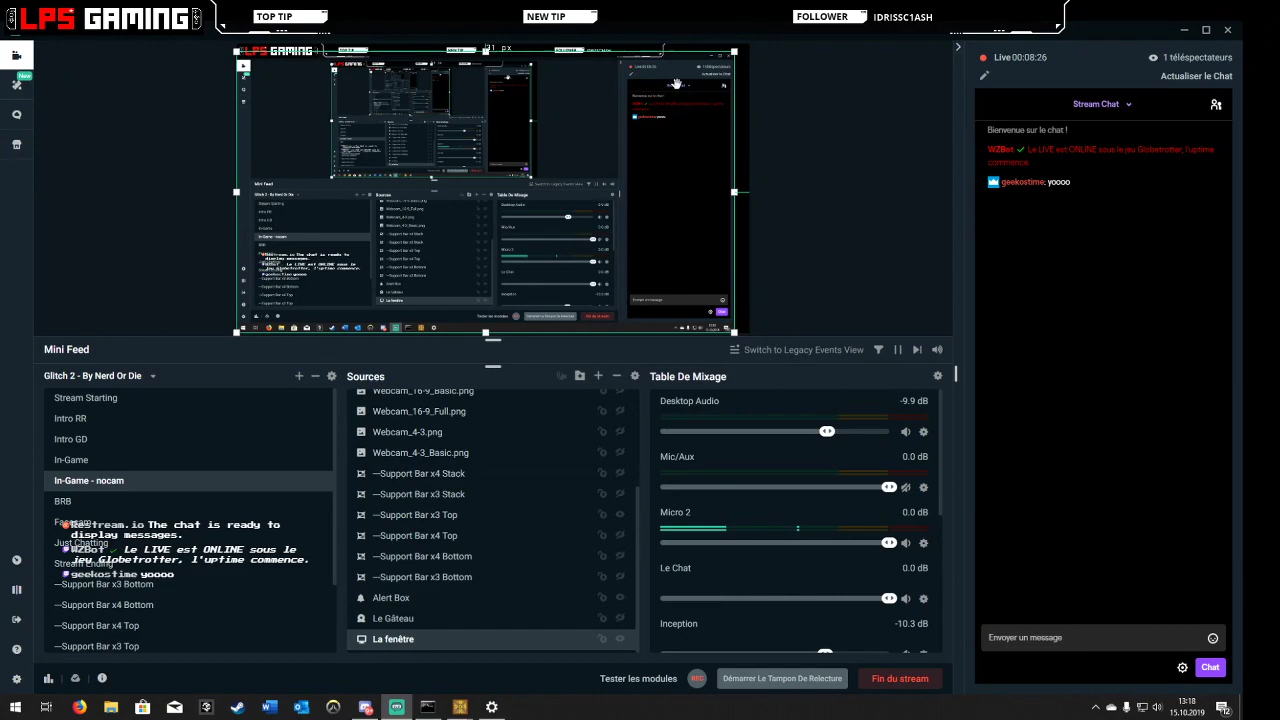 LPS GAMING
TOP TIP
NEW TIP
FOLLOWER
IDRISSC1ASH
Live 00:08:26
1 téléspectateurs
New
Actualiser le Chat
Stream Chat
Bienvenue sur le chat !
WZBot Le LIVE est ONLINE sous le jeu Globetrotter, l'uptime
commence.
geekostime: yoooo
Mini Feed
Switch to Legacy Events View
Glitch 2 - By Nerd Or Die
Stream Starting
Intro RR
Intro GD
In-Game
In-Game - nocam
BRB
Facecam
Just Chatting
Stream Ending
Restream.io The chat is ready to
display messages.
WZBot Le LIVE est ONLINE sous le
jeu Globetrotter, l'uptime commence.
geekostime yoooo
---Support Bar x3 Bottom
---Support Bar x4 Bottom
---Support Bar x4 Top
---Support Bar x3 Top
Sources
Webcam_16-9_Basic.png
Webcam_16-9_Full.png
Webcam_4-3.png
Webcam_4-3_Basic.png
---Support Bar x4 Stack
---Support Bar x3 Stack
---Support Bar x3 Top
---Support Bar x4 Top
---Support Bar x4 Bottom
---Support Bar x3 Bottom
Alert Box
Le Gâteau
La fenêtre
Table De Mixage
Desktop Audio
-9.9 dB
Mic/Aux
0.0 dB
Micro 2
0.0 dB
Le Chat
0.0 dB
Inception
-10.3 dB
Envoyer un message
Chat
Tester les modules
REC
Démarrer Le Tampon De Relecture
Fin du stream
13:18
15.10.2019
12